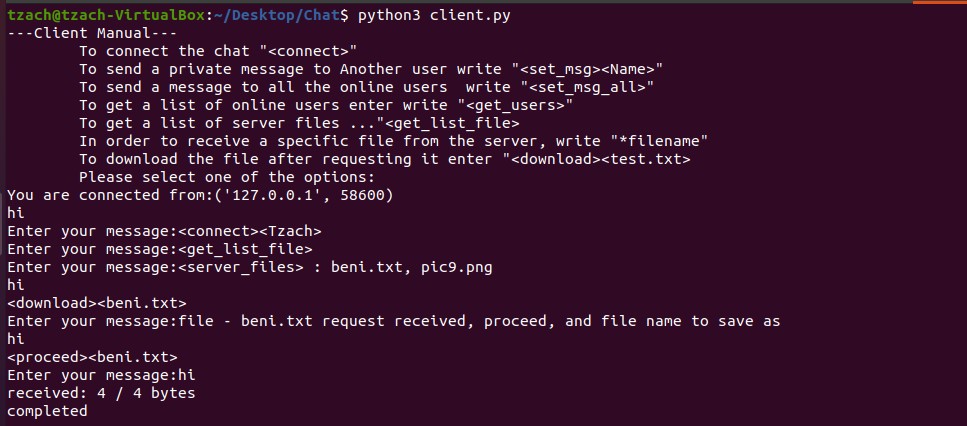 tzach@tzach-VirtualBox:~/Desktop/Chat$ python3 client.py
---Client Manual---
To connect the chat "<connect>"
To send a private message to Another user write "<set_msg><Name>"
To send a message to all the online users  write "<set_msg_all>"
To get a list of online users enter write "<get_users>"
To get a list of server files ..."<get_list_file>
In order to receive a specific file from the server, write "*filename"
To download the file after requesting it enter "<download><test.txt>
Please select one of the options:
You are connected from:('127.0.0.1', 58600)
hi
Enter your message:<connect><Tzach>
Enter your message:<get_list_file>
Enter your message:<server_files> : beni.txt, pic9.png
hi
<download><beni.txt>
Enter your message:file - beni.txt request received, proceed, and file name to save as
hi
<proceed><beni.txt>
Enter your message:hi
received: 4 / 4 bytes
completed